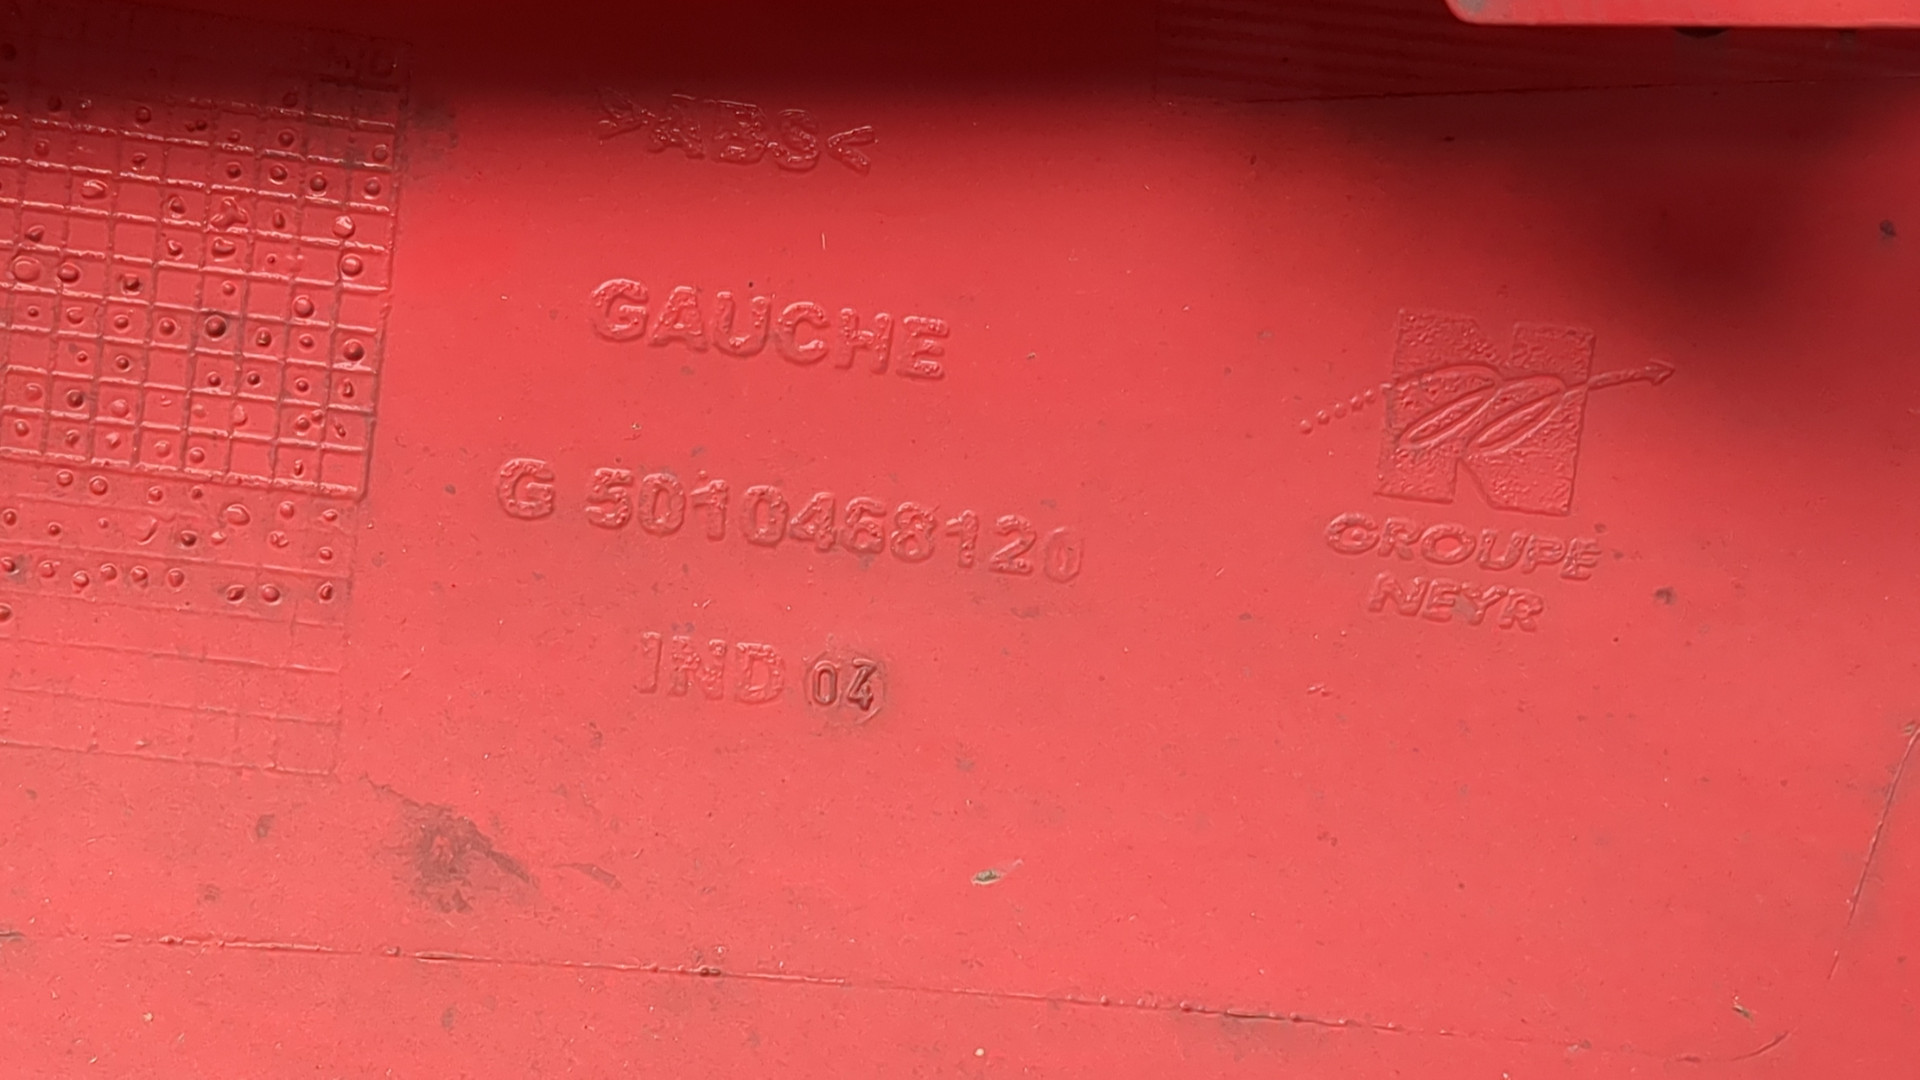 >ABS<
GAUCHE
G 5010468120
IND 04
GROUPE
NEYR